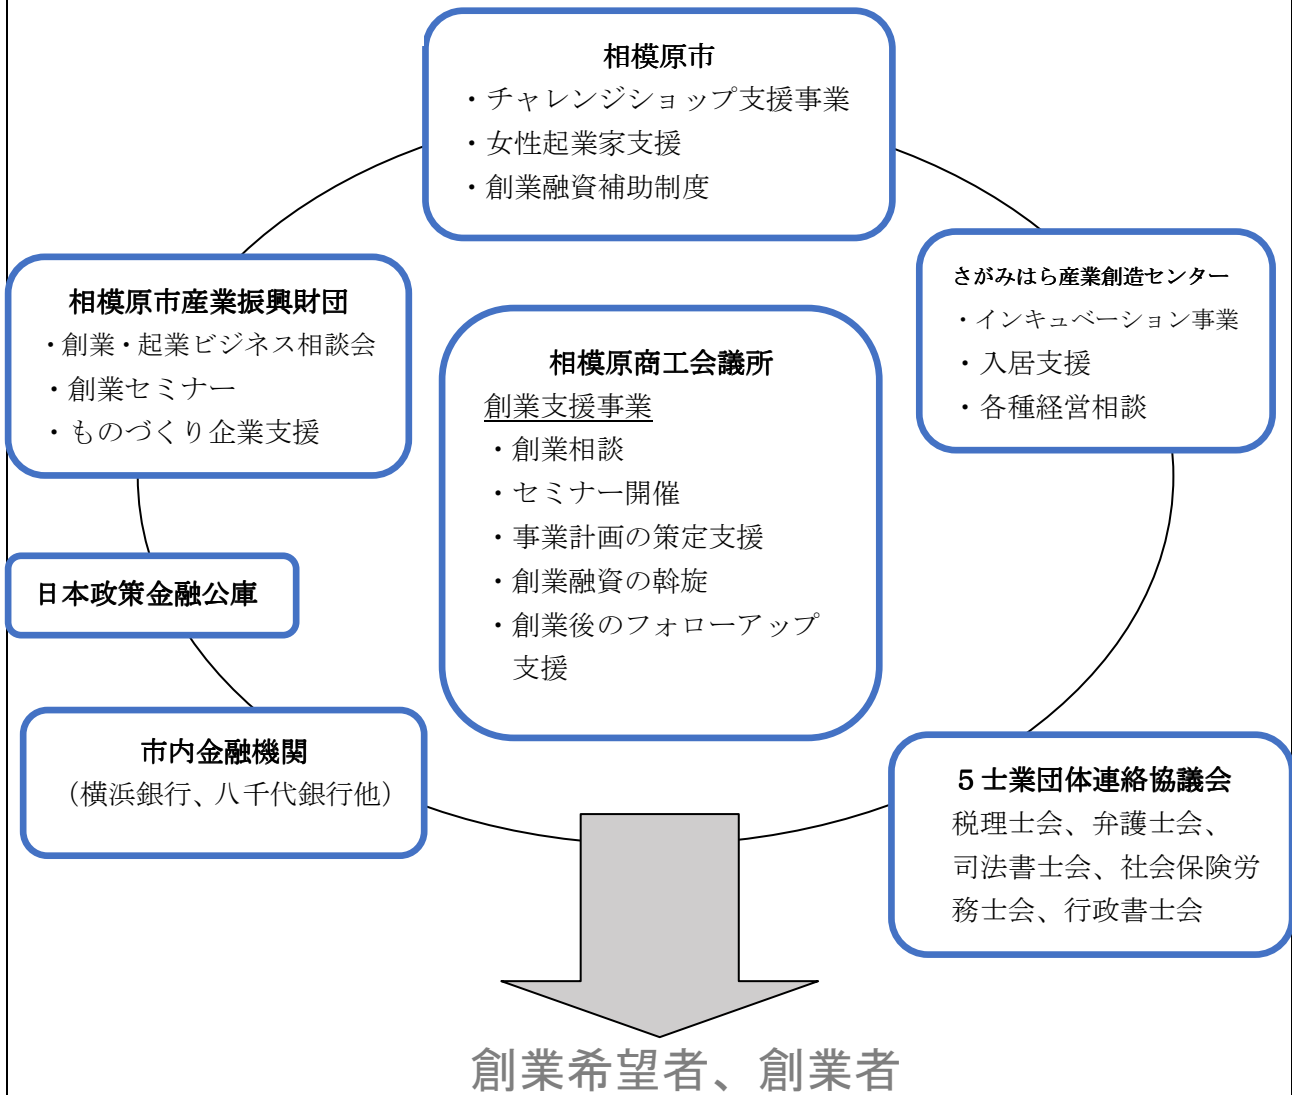 相模原市
・チャレンジショップ支援事業
・女性起業家支援
・創業融資補助制度
相模原市産業振興財団
・創業・起業ビジネス相談会
・創業セミナー
・ものづくり企業支援
さがみはら産業創造センター
・インキュベーション事業
・入居支援
・各種経営相談
相模原商工会議所
創業支援事業
・創業相談
・セミナー開催
・事業計画の策定支援
・創業融資の斡旋
・創業後のフォローアップ
支援
日本政策金融公庫
市内金融機関
（横浜銀行、八千代銀行他）
５士業団体連絡協議会
税理士会、弁護士会、
司法書士会、社会保険労
務士会、行政書士会
創業希望者、創業者